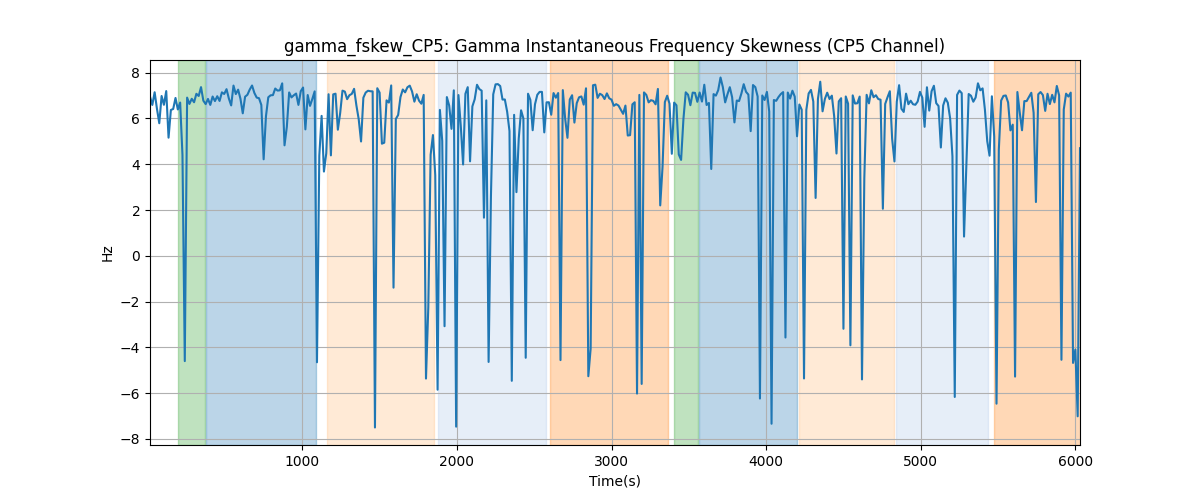 gamma_fskew_CP5: Gamma Instantaneous Frequency Skewness (CP5 Channel)
8
6
4
2
0
−2
−4
−6
−8
Hz
1000 2000 3000 4000 5000 6000
Time(s)